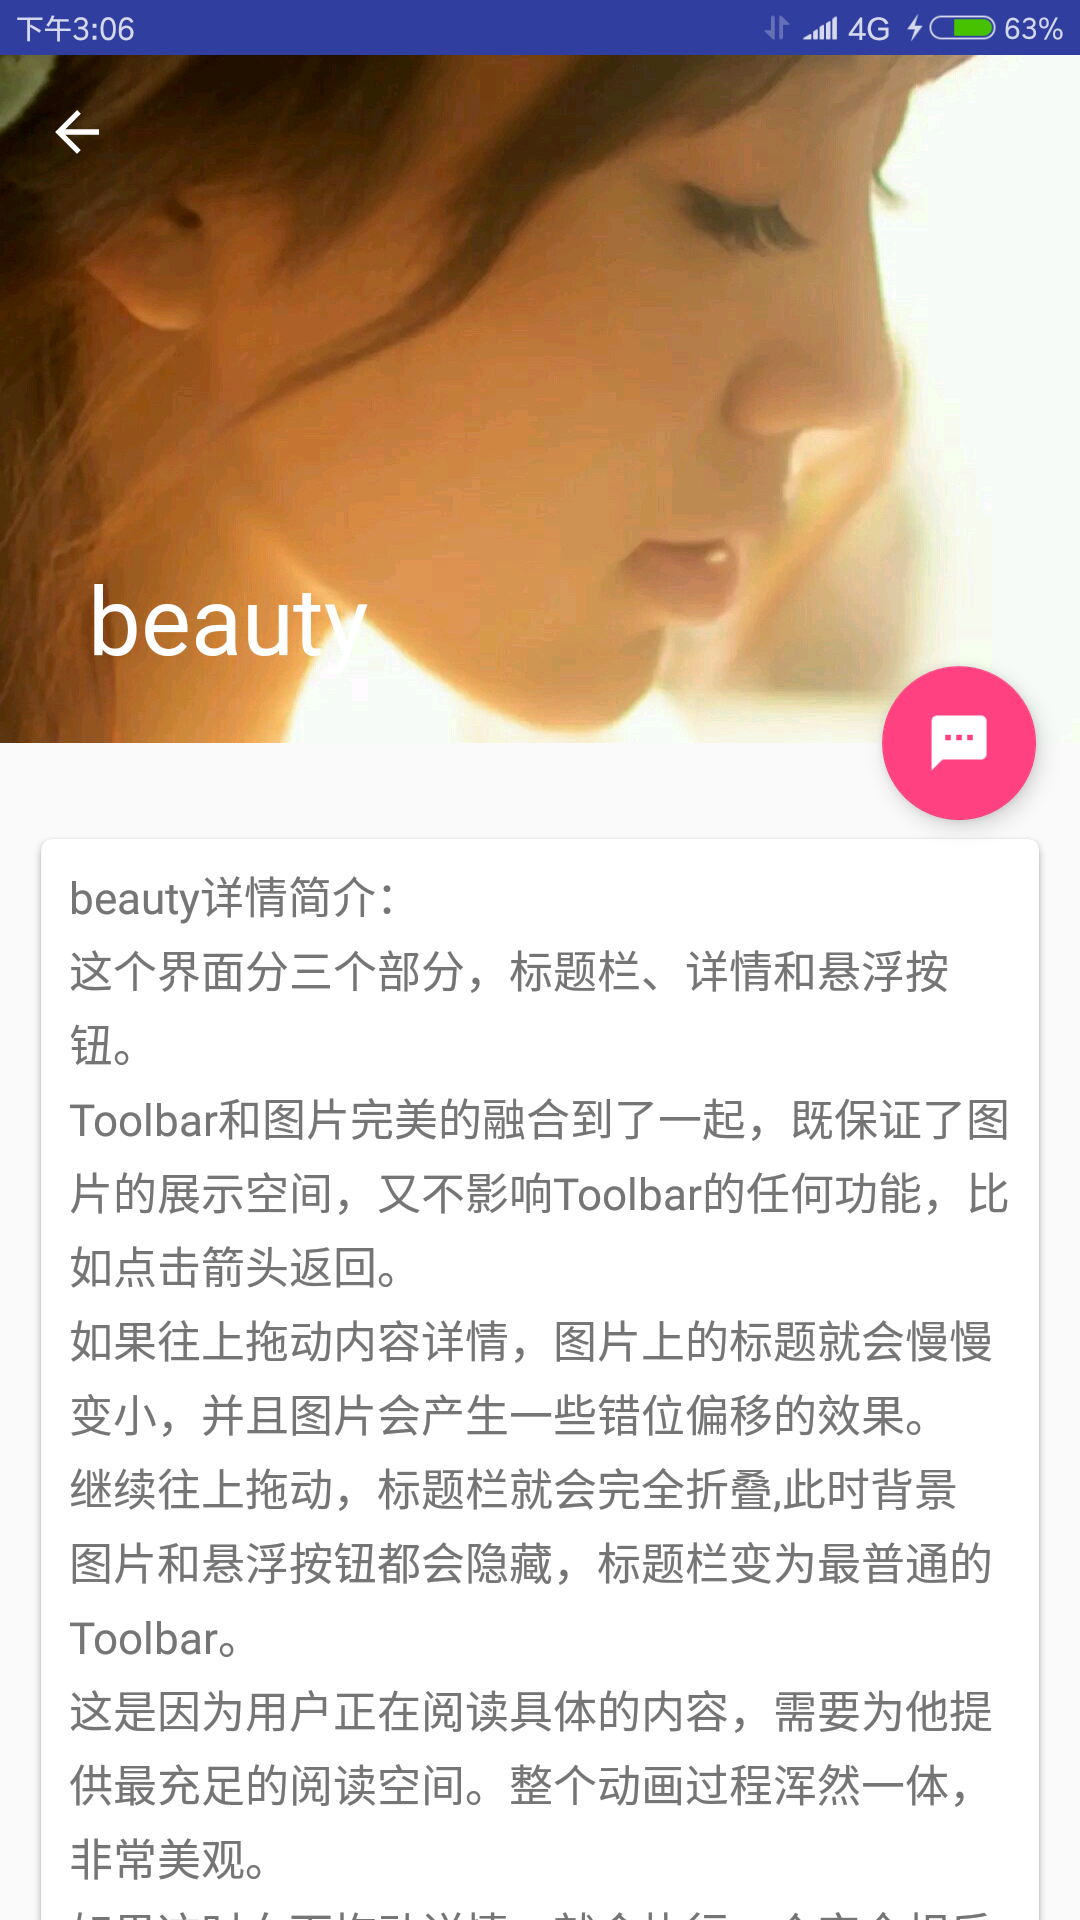 下午3:06
4G
63%
beauty
beauty详情简介：
这个界面分三个部分，标题栏、详情和悬浮按
钮。
Toolbar和图片完美的融合到了一起，既保证了图
片的展示空间，又不影响Toolbar的任何功能，比
如点击箭头返回。
如果往上拖动内容详情，图片上的标题就会慢慢
变小，并且图片会产生一些错位偏移的效果。
继续往上拖动，标题栏就会完全折叠,此时背景
图片和悬浮按钮都会隐藏，标题栏变为最普通的
Toolbar。
这是因为用户正在阅读具体的内容，需要为他提
供最充足的阅读空间。整个动画过程浑然一体，
非常美观。